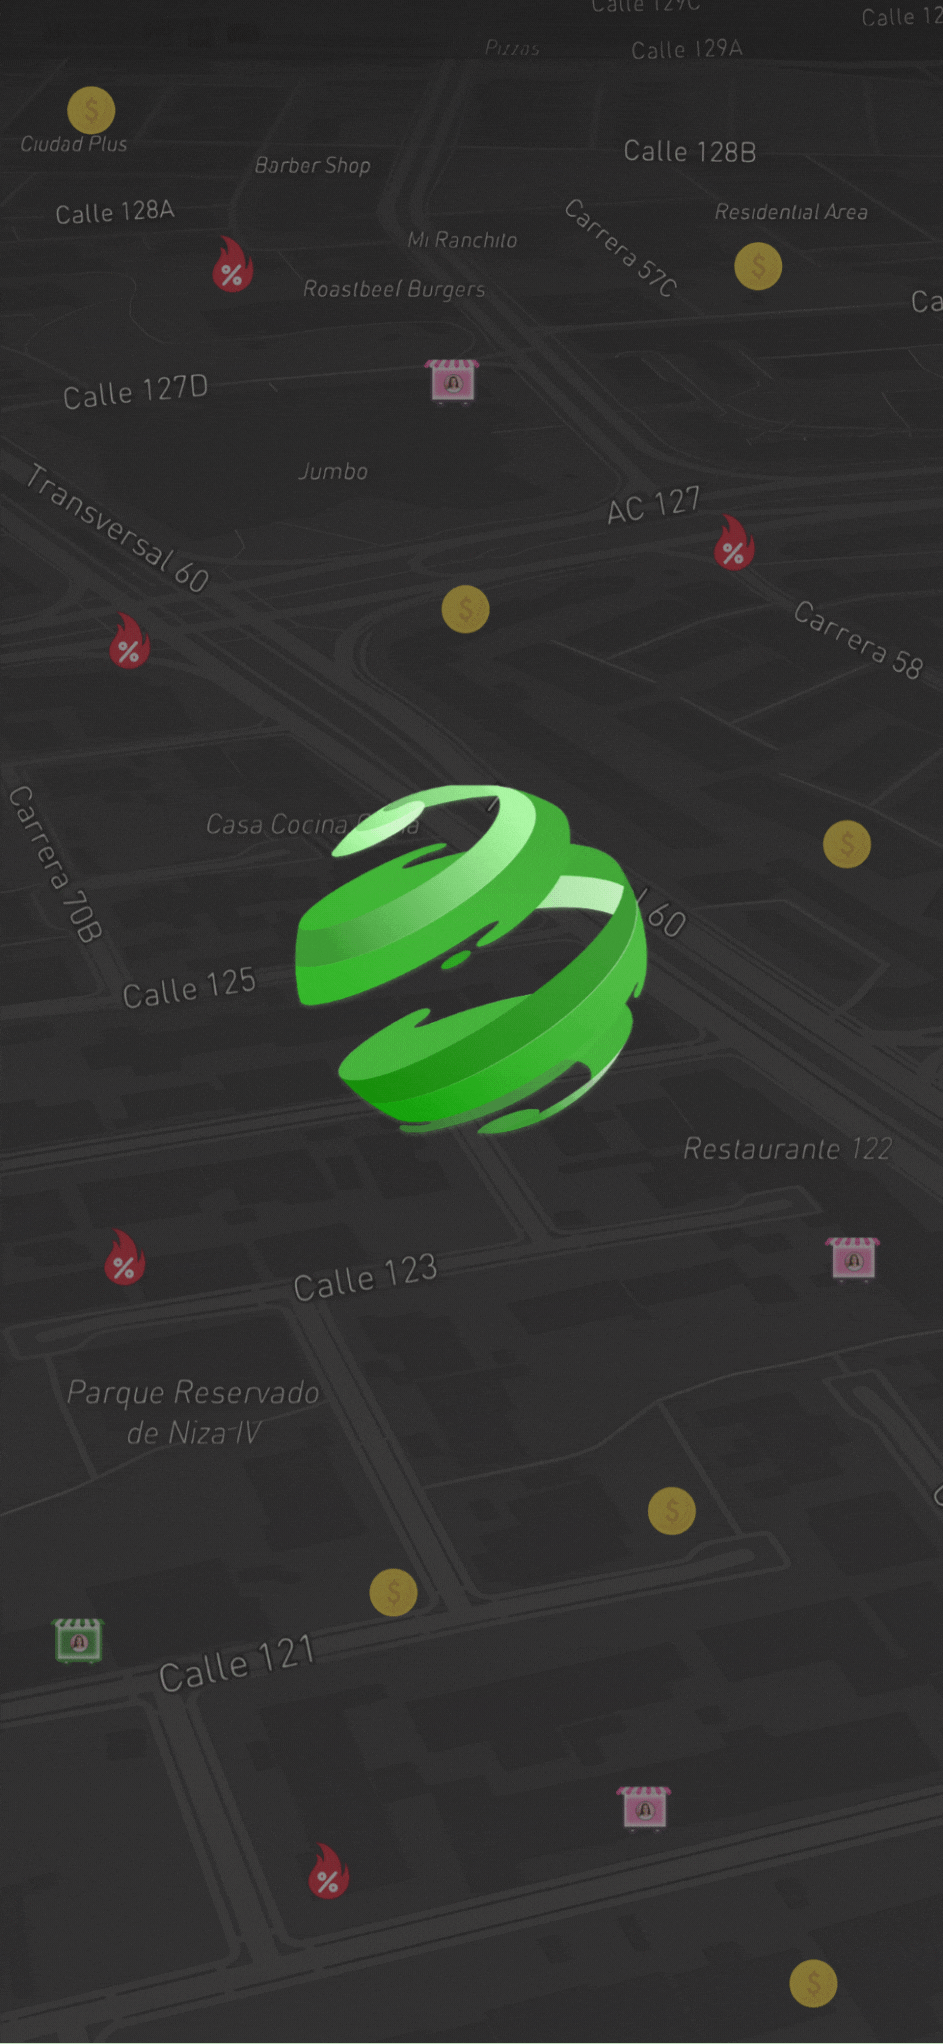 Calle 129C
Calle 12
Pizzas
Calle 129A
$
Ciudad Plus
Barber Shop
Calle 128B
Calle 128A
Residential Area
Carrera 57C
Mi Ranchito
%
$
Roastbeef Burgers
Ca
Calle 127D
Jumbo
Transversal 60
AC 127
%
$
Carrera 58
%
Casa Cocina
$
Carrera 70B
l 60
Calle 125
Restaurante 122
%
Calle 123
Parque Reservado
de Niza IV
$
$
Calle 121
%
$